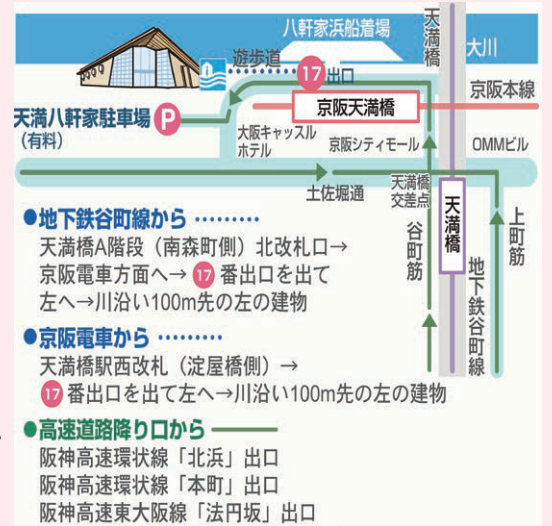 八軒家浜船着場
天満橋
大川
遊歩道
17 出口
京阪本線
京阪天満橋
天満八軒家駐車場 P
(有料)
大阪キャッスル
ホテル
京阪シティモール
OMMビル
土佐堀通
天満橋
交差点
天満橋
谷町筋
地下鉄谷町線
上町筋
●地下鉄谷町線から ………
天満橋A階段（南森町側）北改札口→
京阪電車方面へ→ 17 番出口を出て
左へ→川沿い100m先の左の建物
●京阪電車から ………
天満橋駅西改札（淀屋橋側）→
17 番出口を出て左へ→川沿い100m先の左の建物
●高速道路降り口から ───
阪神高速環状線「北浜」出口
阪神高速環状線「本町」出口
阪神高速東大阪線「法円坂」出口